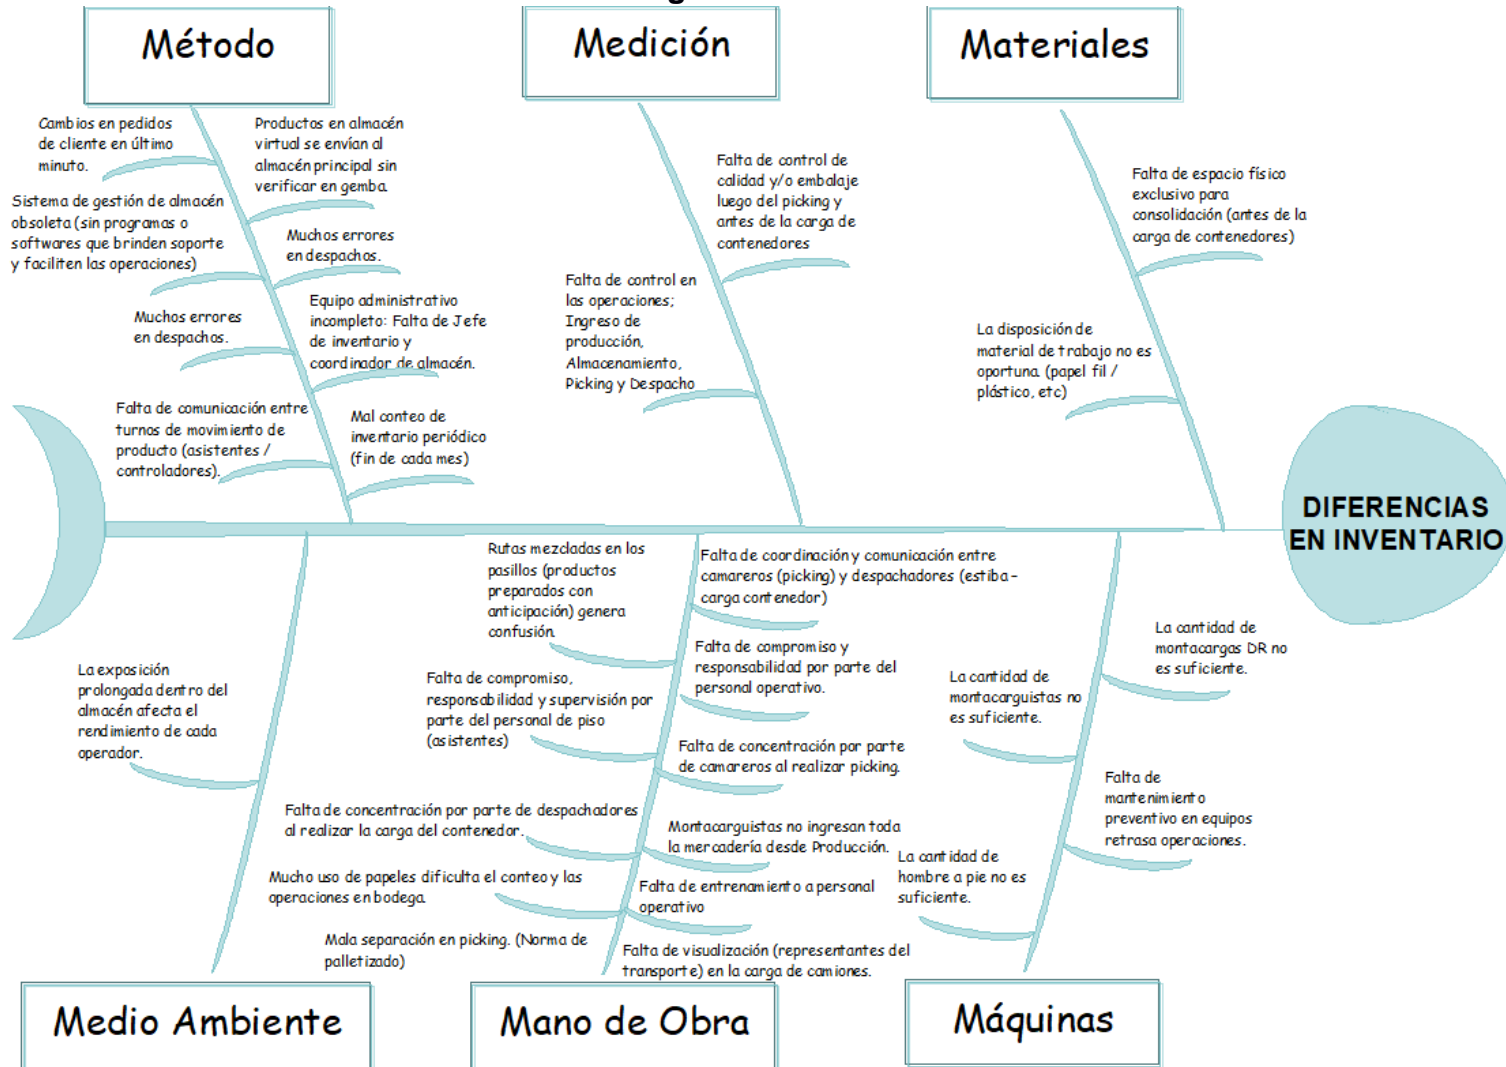 Método
Medición
Materiales
Cambios en pedidos
de cliente en último
minuto.
Productos en almacén
virtual se envían al
almacén principal sin
verificar en gemba.
Sistema de gestión de almacén
obsoleta (sin programas o
softwares que brinden soporte
y faciliten las operaciones)
Muchos errores
en despachos.
Muchos errores
en despachos.
Equipo administrativo
incompleto: Falta de Jefe
de inventario y
coordinador de almacén.
Falta de comunicación entre
turnos de movimiento de
producto (asistentes /
controladores).
Mal conteo de
inventario periódico
(fin de cada mes)
Falta de control de
calidad y/o embalaje
luego del picking y
antes de la carga de
contenedores
Falta de control en
las operaciones;
Ingreso de
producción,
Almacenamiento,
Picking y Despacho
Falta de espacio físico
exclusivo para
consolidación (antes de la
carga de contenedores)
La disposición de
material de trabajo no es
oportuna. (papel fil /
plástico, etc)
DIFERENCIAS
EN INVENTARIO
La exposición
prolongada dentro del
almacén afecta el
rendimiento de cada
operador.
Rutas mezcladas en los
pasillos (productos
preparados con
anticipación) genera
confusión.
Falta de coordinación y comunicación entre
camareros (picking) y despachadores (estiba –
carga contenedor)
Falta de compromiso,
responsabilidad y supervisión por
parte del personal de piso
(asistentes)
Falta de compromiso y
responsabilidad por parte del
personal operativo.
Falta de concentración por parte
de camareros al realizar picking.
Falta de concentración por parte de despachadores
al realizar la carga del contenedor.
Montacarguistas no ingresan toda
la mercadería desde Producción.
Mucho uso de papeles dificulta el conteo y las
operaciones en bodega.
Falta de entrenamiento a personal
operativo
Mala separación en picking. (Norma de
palletizado)
Falta de visualización (representantes del
transporte) en la carga de camiones.
La cantidad de
montacargas DR no
es suficiente.
La cantidad de
montacarguistas no
es suficiente.
Falta de
mantenimiento
preventivo en equipos
retrasa operaciones.
La cantidad de
hombre a pie no es
suficiente.
Medio Ambiente
Mano de Obra
Máquinas